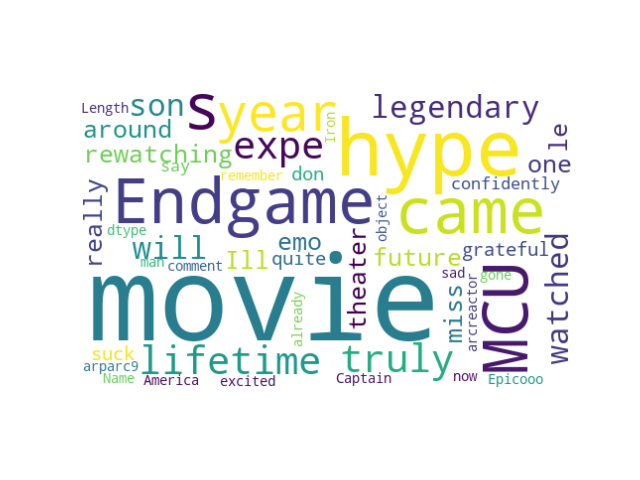 Length
son
s
year
hype
legendary
around
Iron
rewatching
expe
le
say
one
remember
don
confidently
Endgame
came
really
dtype
object
will
emo
theater
grateful
man
comment
Ill
quite
future
watched
movie
already
miss
sad
gone
arcreactor
MCU
suck
lifetime
truly
arparc9
Name
America
excited
Captain
now
Epicooo